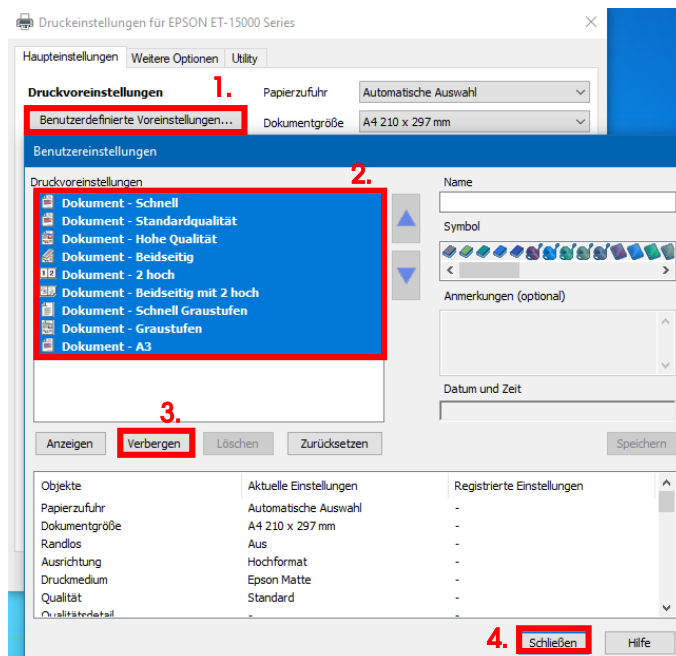 Druckeinstellungen für EPSON ET-15000 Series
Haupteinstellungen Weitere Optionen Utility
Druckvoreinstellungen 1. Papierzufuhr Automatische Auswahl
Benutzerdefinierte Voreinstellungen... Dokumentgröße A4 210 x 297 mm
Benutzereinstellungen
Druckvoreinstellungen 2. Name
Dokument - Schnell
Dokument - Standardqualität
Symbol
Dokument - Hohe Qualität
Dokument - Beidseitig
Dokument - 2 hoch
Dokument - Beidseitig mit 2 hoch
Anmerkungen (optional)
Dokument - Schnell Graustufen
Dokument - Graustufen
Dokument - A3
Datum und Zeit
3.
Anzeigen Verbergen Löschen Zurücksetzen Speichern
Objekte Aktuelle Einstellungen Registrierte Einstellungen
Papierzufuhr Automatische Auswahl -
Dokumentgröße A4 210 x 297 mm -
Randlos Aus -
Ausrichtung Hochformat -
Druckmedium Epson Matte -
Qualität Standard -
Qualitätsdetail - -
4. Schließen Hilfe